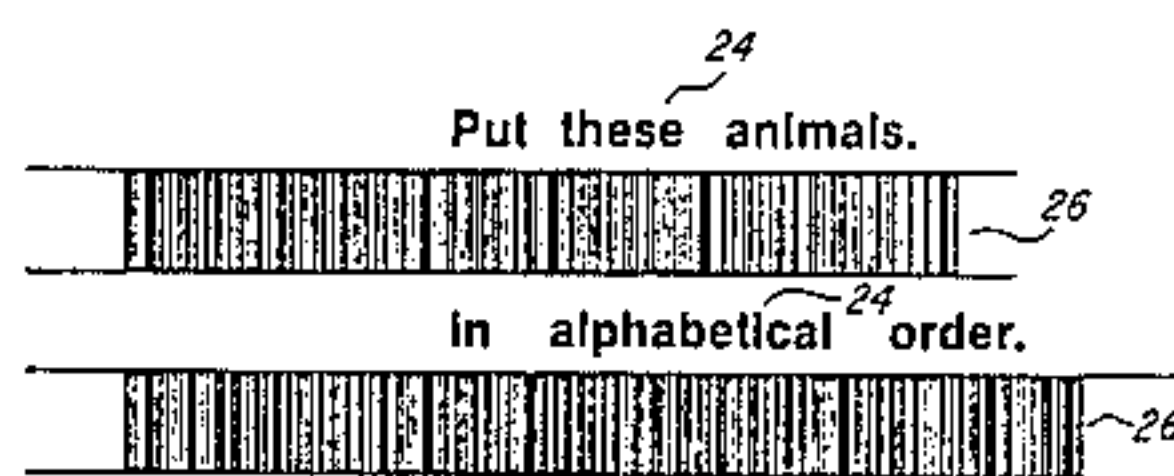 24
Put these animals.
26
24
in alphabetical order.
26